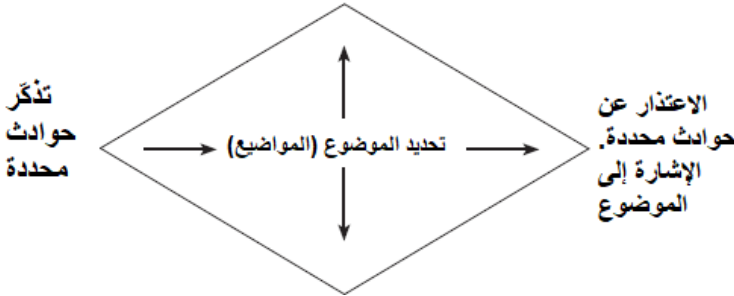 الاعتذار عن
حوادث محددة.
الإشارة إلى
الموضوع
تحديد الموضوع (المواضيع)
تذكّر
حوادث
محددة